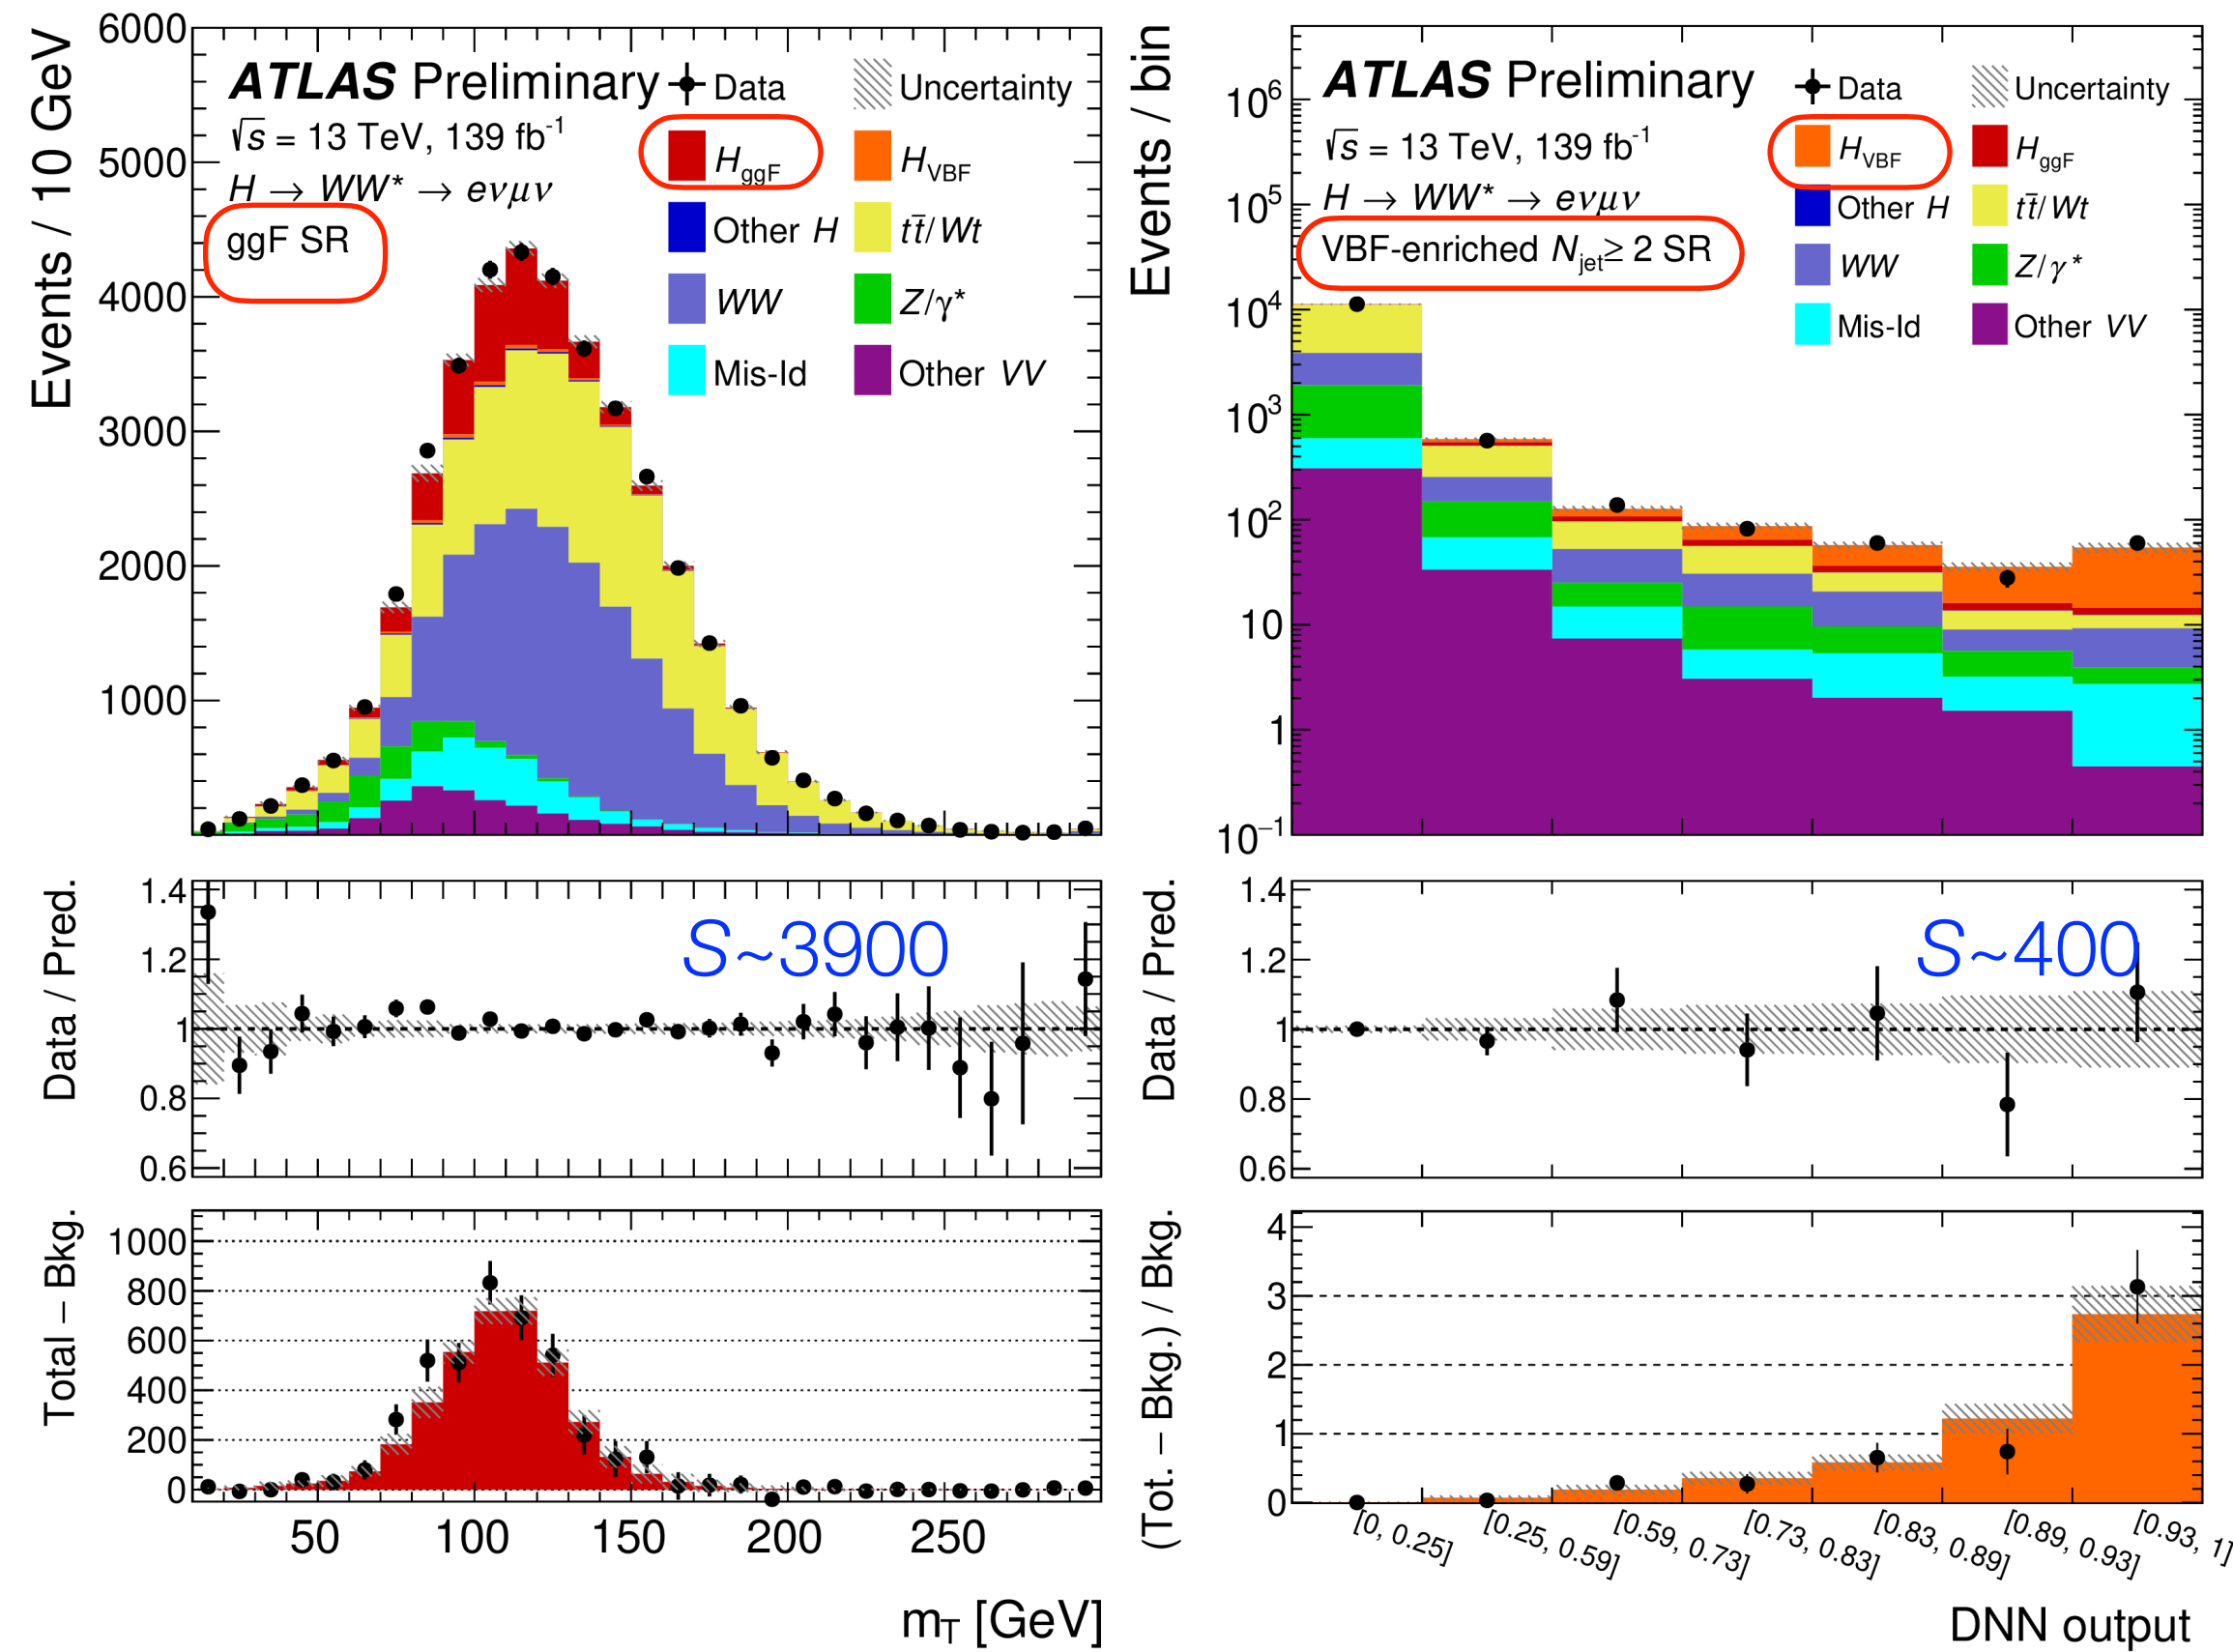 Events / 10 GeV
6000
5000
4000
3000
2000
1000
ATLAS Preliminary
√s = 13 TeV, 139 fb⁻¹
H → WW* → eνμν
ggF SR
Data
Uncertainty
H_ggF
H_VBF
Other H
tt̄/Wt
WW
Z/γ*
Mis-Id
Other VV
Data / Pred.
1.4
1.2
1
0.8
0.6
S~3900
Total – Bkg.
1000
800
600
400
200
0
50
100
150
200
250
m_T [GeV]
Events / bin
10⁶
10⁵
10⁴
10³
10²
10
1
10⁻¹
ATLAS Preliminary
√s = 13 TeV, 139 fb⁻¹
H → WW* → eνμν
VBF-enriched N_jet≥ 2 SR
Data
Uncertainty
H_VBF
H_ggF
Other H
tt̄/Wt
WW
Z/γ*
Mis-Id
Other VV
Data / Pred.
1.4
1.2
1
0.8
0.6
S~400
(Tot. – Bkg.) / Bkg.
4
3
2
1
0
[0, 0.25]
[0.25, 0.59]
[0.59, 0.73]
[0.73, 0.83]
[0.83, 0.89]
[0.89, 0.93]
[0.93, 1]
DNN output